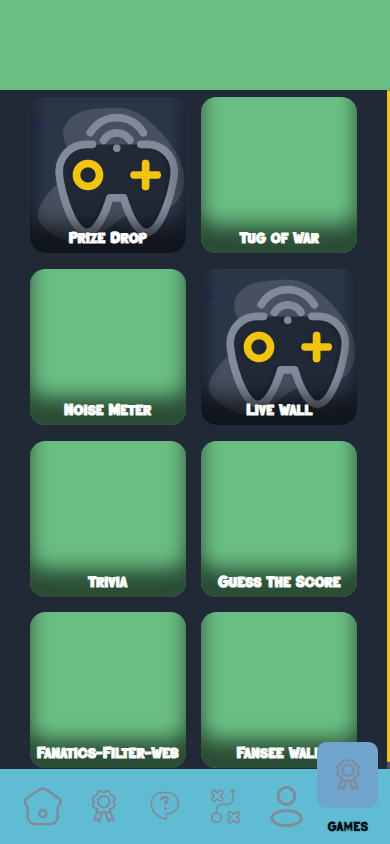 Prize Drop
Tug of War
Noise Meter
Live Wall
Trivia
Guess The Score
Fanatics-Filter-Web
Fansee Wall
GAMES